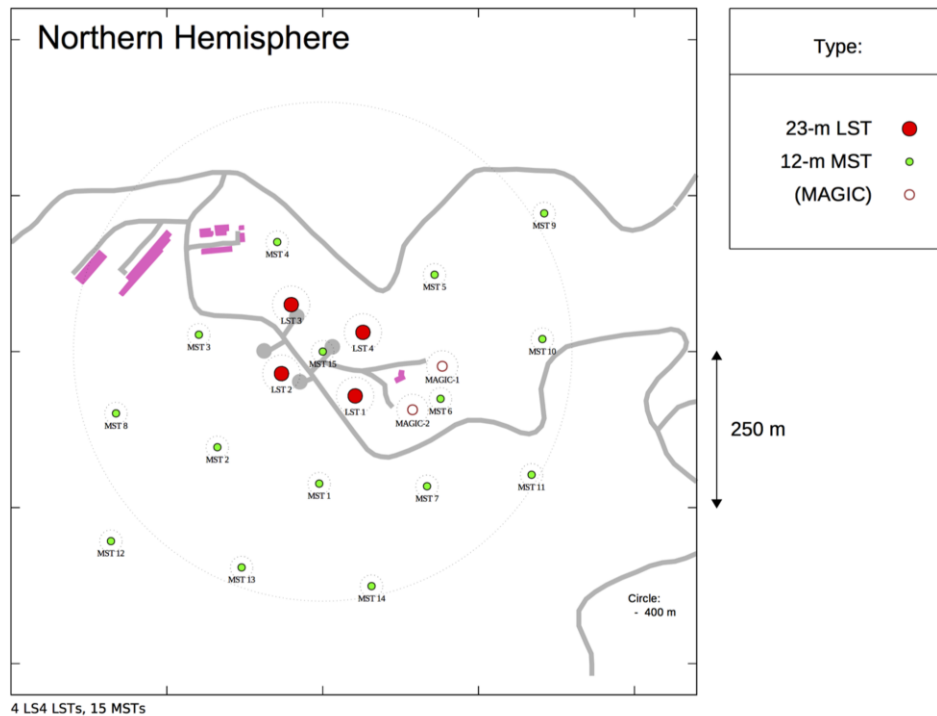 Northern Hemisphere
Type:
23-m LST
12-m MST
(MAGIC)
MST 9
MST 4
MST 5
LST 3
MST 3
LST 4
MST 10
MST 15
MAGIC-1
LST 2
250 m
LST 1
MST 6
MAGIC-2
MST 8
MST 2
MST 11
MST 1
MST 7
MST 12
MST 13
MST 14
Circle:
- 400 m
4 LS4 LSTs, 15 MSTs